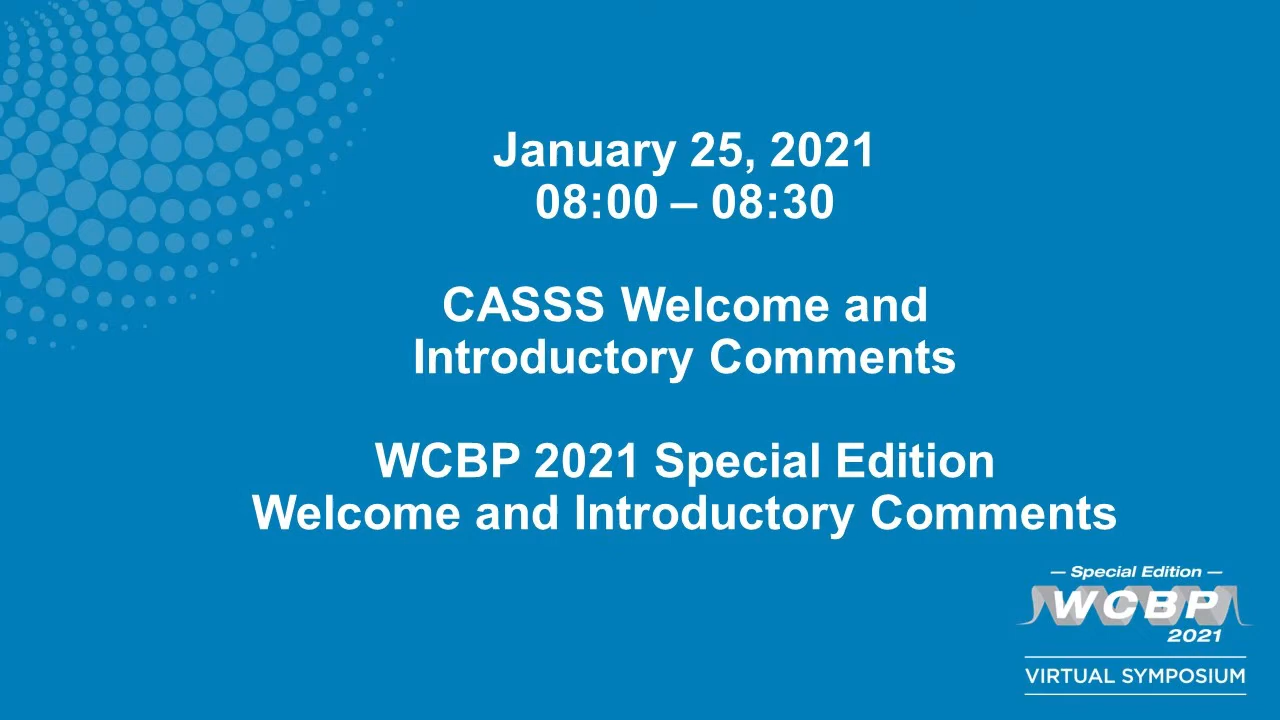 January 25, 2021
08:00 – 08:30
CASSS Welcome and
Introductory Comments
WCBP 2021 Special Edition
Welcome and Introductory Comments
— Special Edition —
WCBP
2021
VIRTUAL SYMPOSIUM